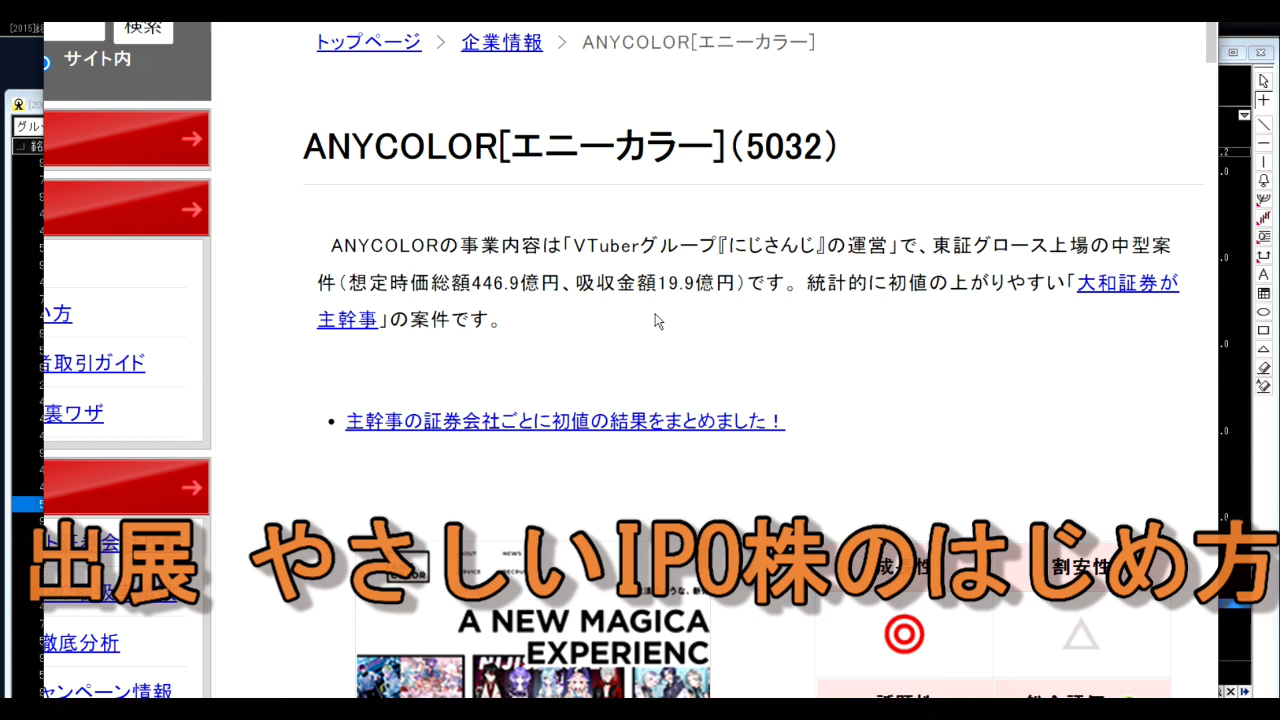 検索
サイト内
トップページ > 企業情報 > ANYCOLOR[エニーカラー]
ANYCOLOR[エニーカラー](5032)
ANYCOLORの事業内容は「VTuberグループ『にじさんじ』の運営」で、東証グロース上場の中型案
件(想定時価総額446.9億円、吸収金額19.9億円)です。統計的に初値の上がりやすい「大和証券が
主幹事」の案件です。
い方
者取引ガイド
裏ワザ
・主幹事の証券会社ごとに初値の結果をまとめました!
出展 やさしいIPO株のはじめ方
割安性
徹底分析
A NEW MAGICA
EXPERIENC
キャンペーン情報